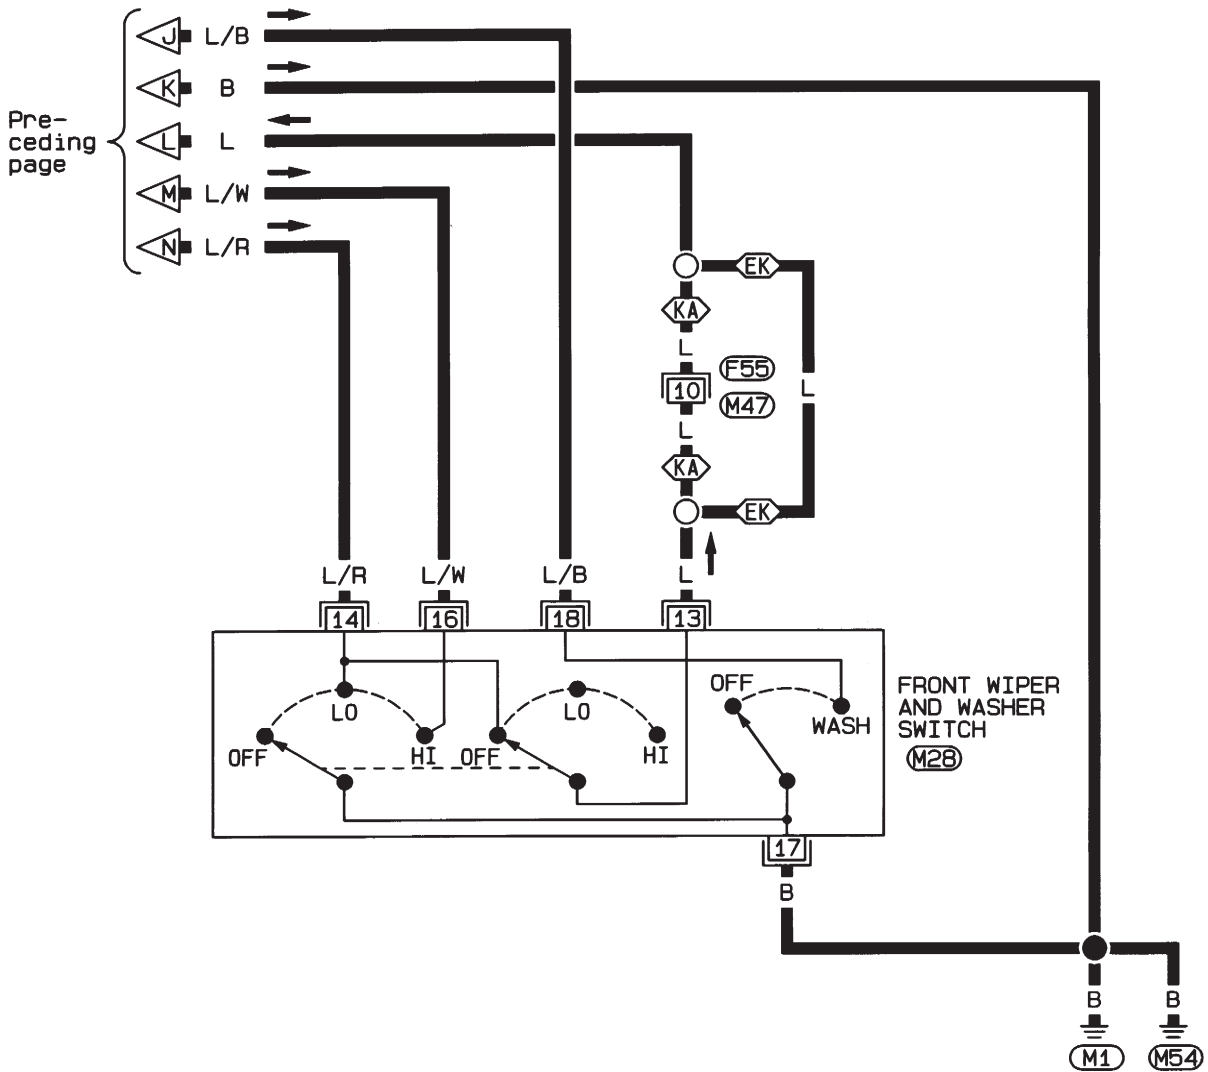 J L/B
K B
Pre-
ceding
page
L L
M L/W
N L/R
EK
KA
L
F55
10
L
M47
L
KA
EK
L/R L/W L/B L
14 16 18 13
OFF
LO LO
WASH
OFF HI OFF HI
FRONT WIPER
AND WASHER
SWITCH
M28
17
B
B B
M1 M54